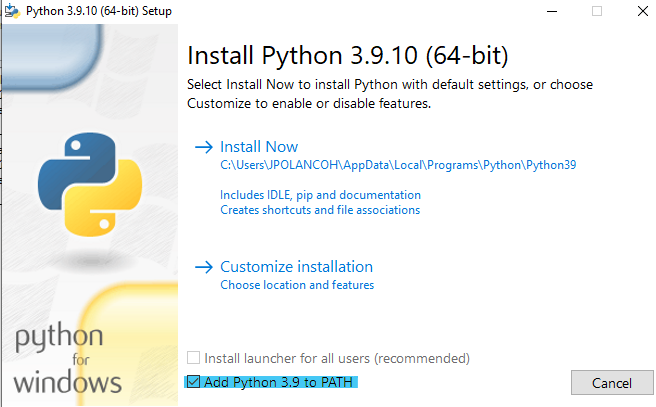 Python 3.9.10 (64-bit) Setup
Install Python 3.9.10 (64-bit)
Select Install Now to install Python with default settings, or choose
Customize to enable or disable features.
Install Now
C:\Users\JPOLANCOH\AppData\Local\Programs\Python\Python39
Includes IDLE, pip and documentation
Creates shortcuts and file associations
Customize installation
Choose location and features
python
for
windows
Install launcher for all users (recommended)
Add Python 3.9 to PATH
Cancel